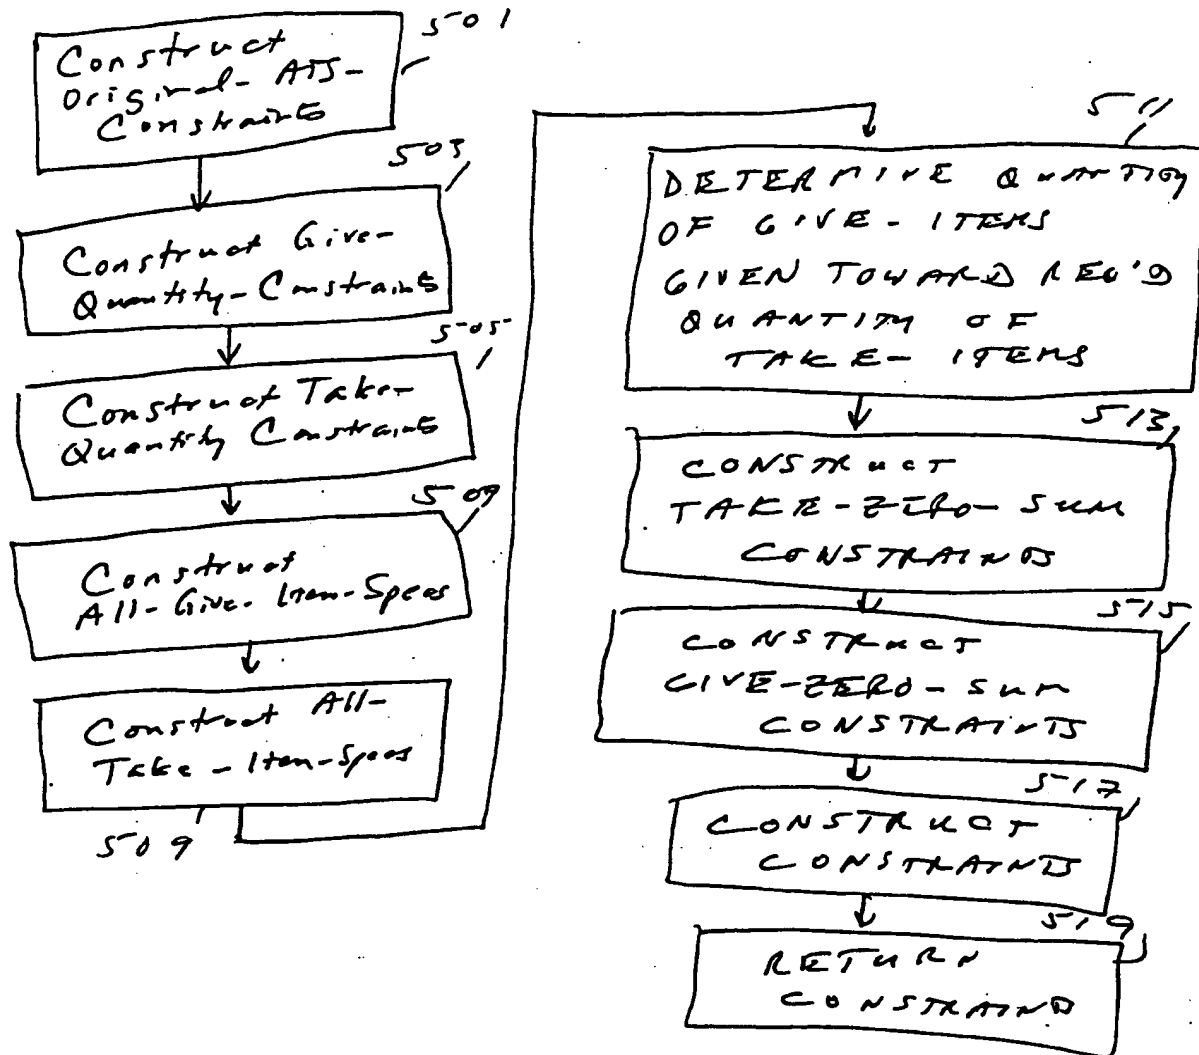 501
Construct
Original-ATS-
Constraints
503
Construct Give-
Quantity-Constraints
505
Construct Take-
Quantity Constraints
509
Construct
All-Give-Item-Specs
Construct All-
Take-Item-Specs
509
511
DETERMINE QUANTITY
OF GIVE-ITEMS
GIVEN TOWARD REQ'D
QUANTITY OF
TAKE-ITEMS
513
CONSTRUCT
TAKE-ZERO-SUM
CONSTRAINTS
515
CONSTRUCT
GIVE-ZERO-SUM
CONSTRAINTS
517
CONSTRUCT
CONSTRAINTS
519
RETURN
CONSTRAINTS